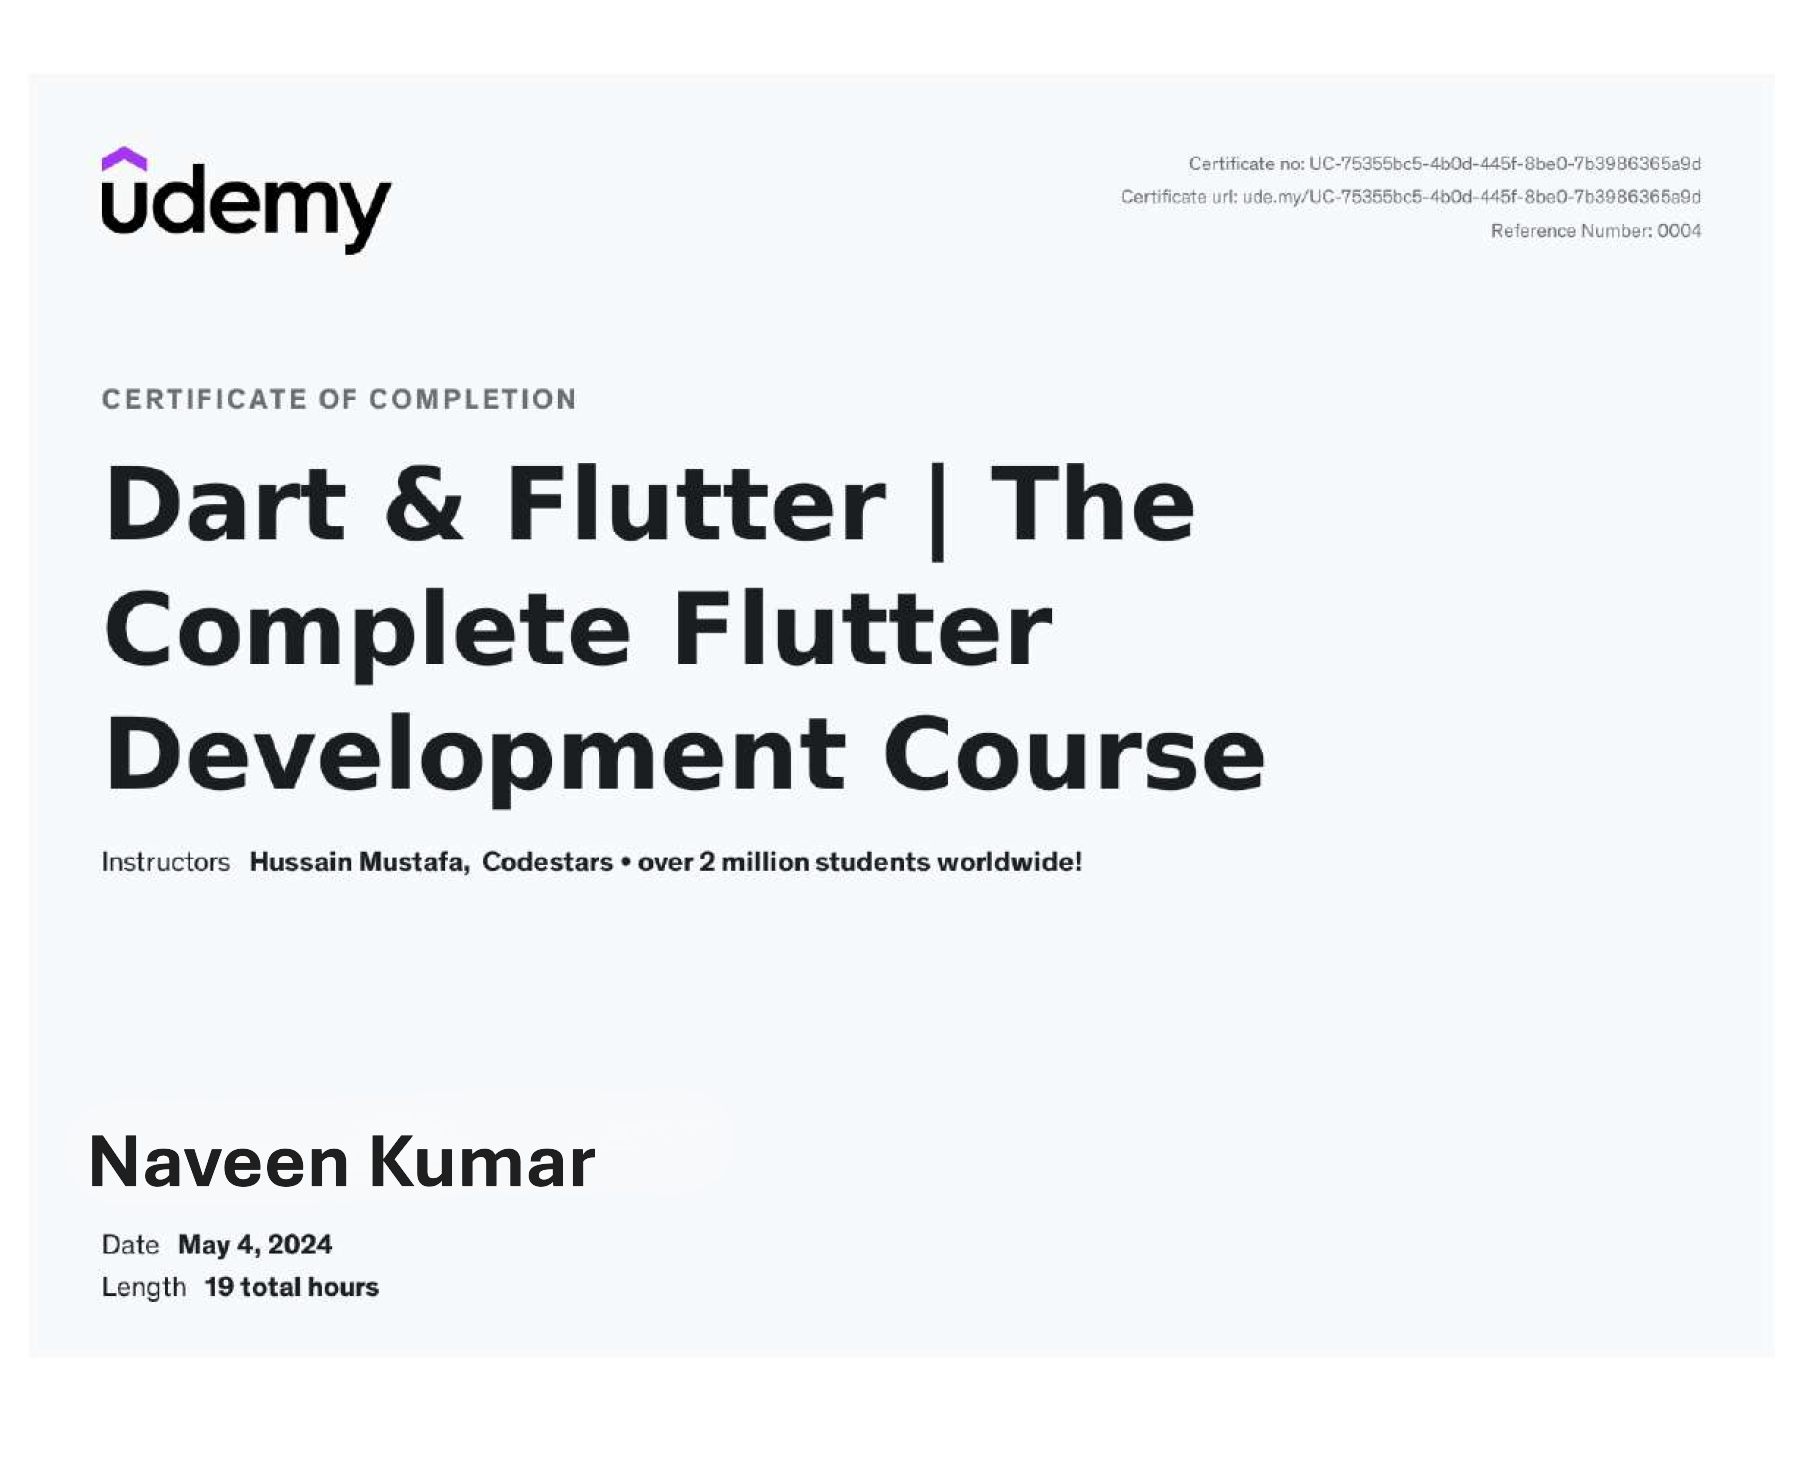 udemy
Certificate no: UC-75355bc5-4b0d-445f-8be0-7b3986365a9d
Certificate url: ude.my/UC-75355bc5-4b0d-445f-8be0-7b3986365a9d
Reference Number: 0004
CERTIFICATE OF COMPLETION
Dart & Flutter | The
Complete Flutter
Development Course
Instructors Hussain Mustafa, Codestars • over 2 million students worldwide!
Naveen Kumar
Date May 4, 2024
Length 19 total hours